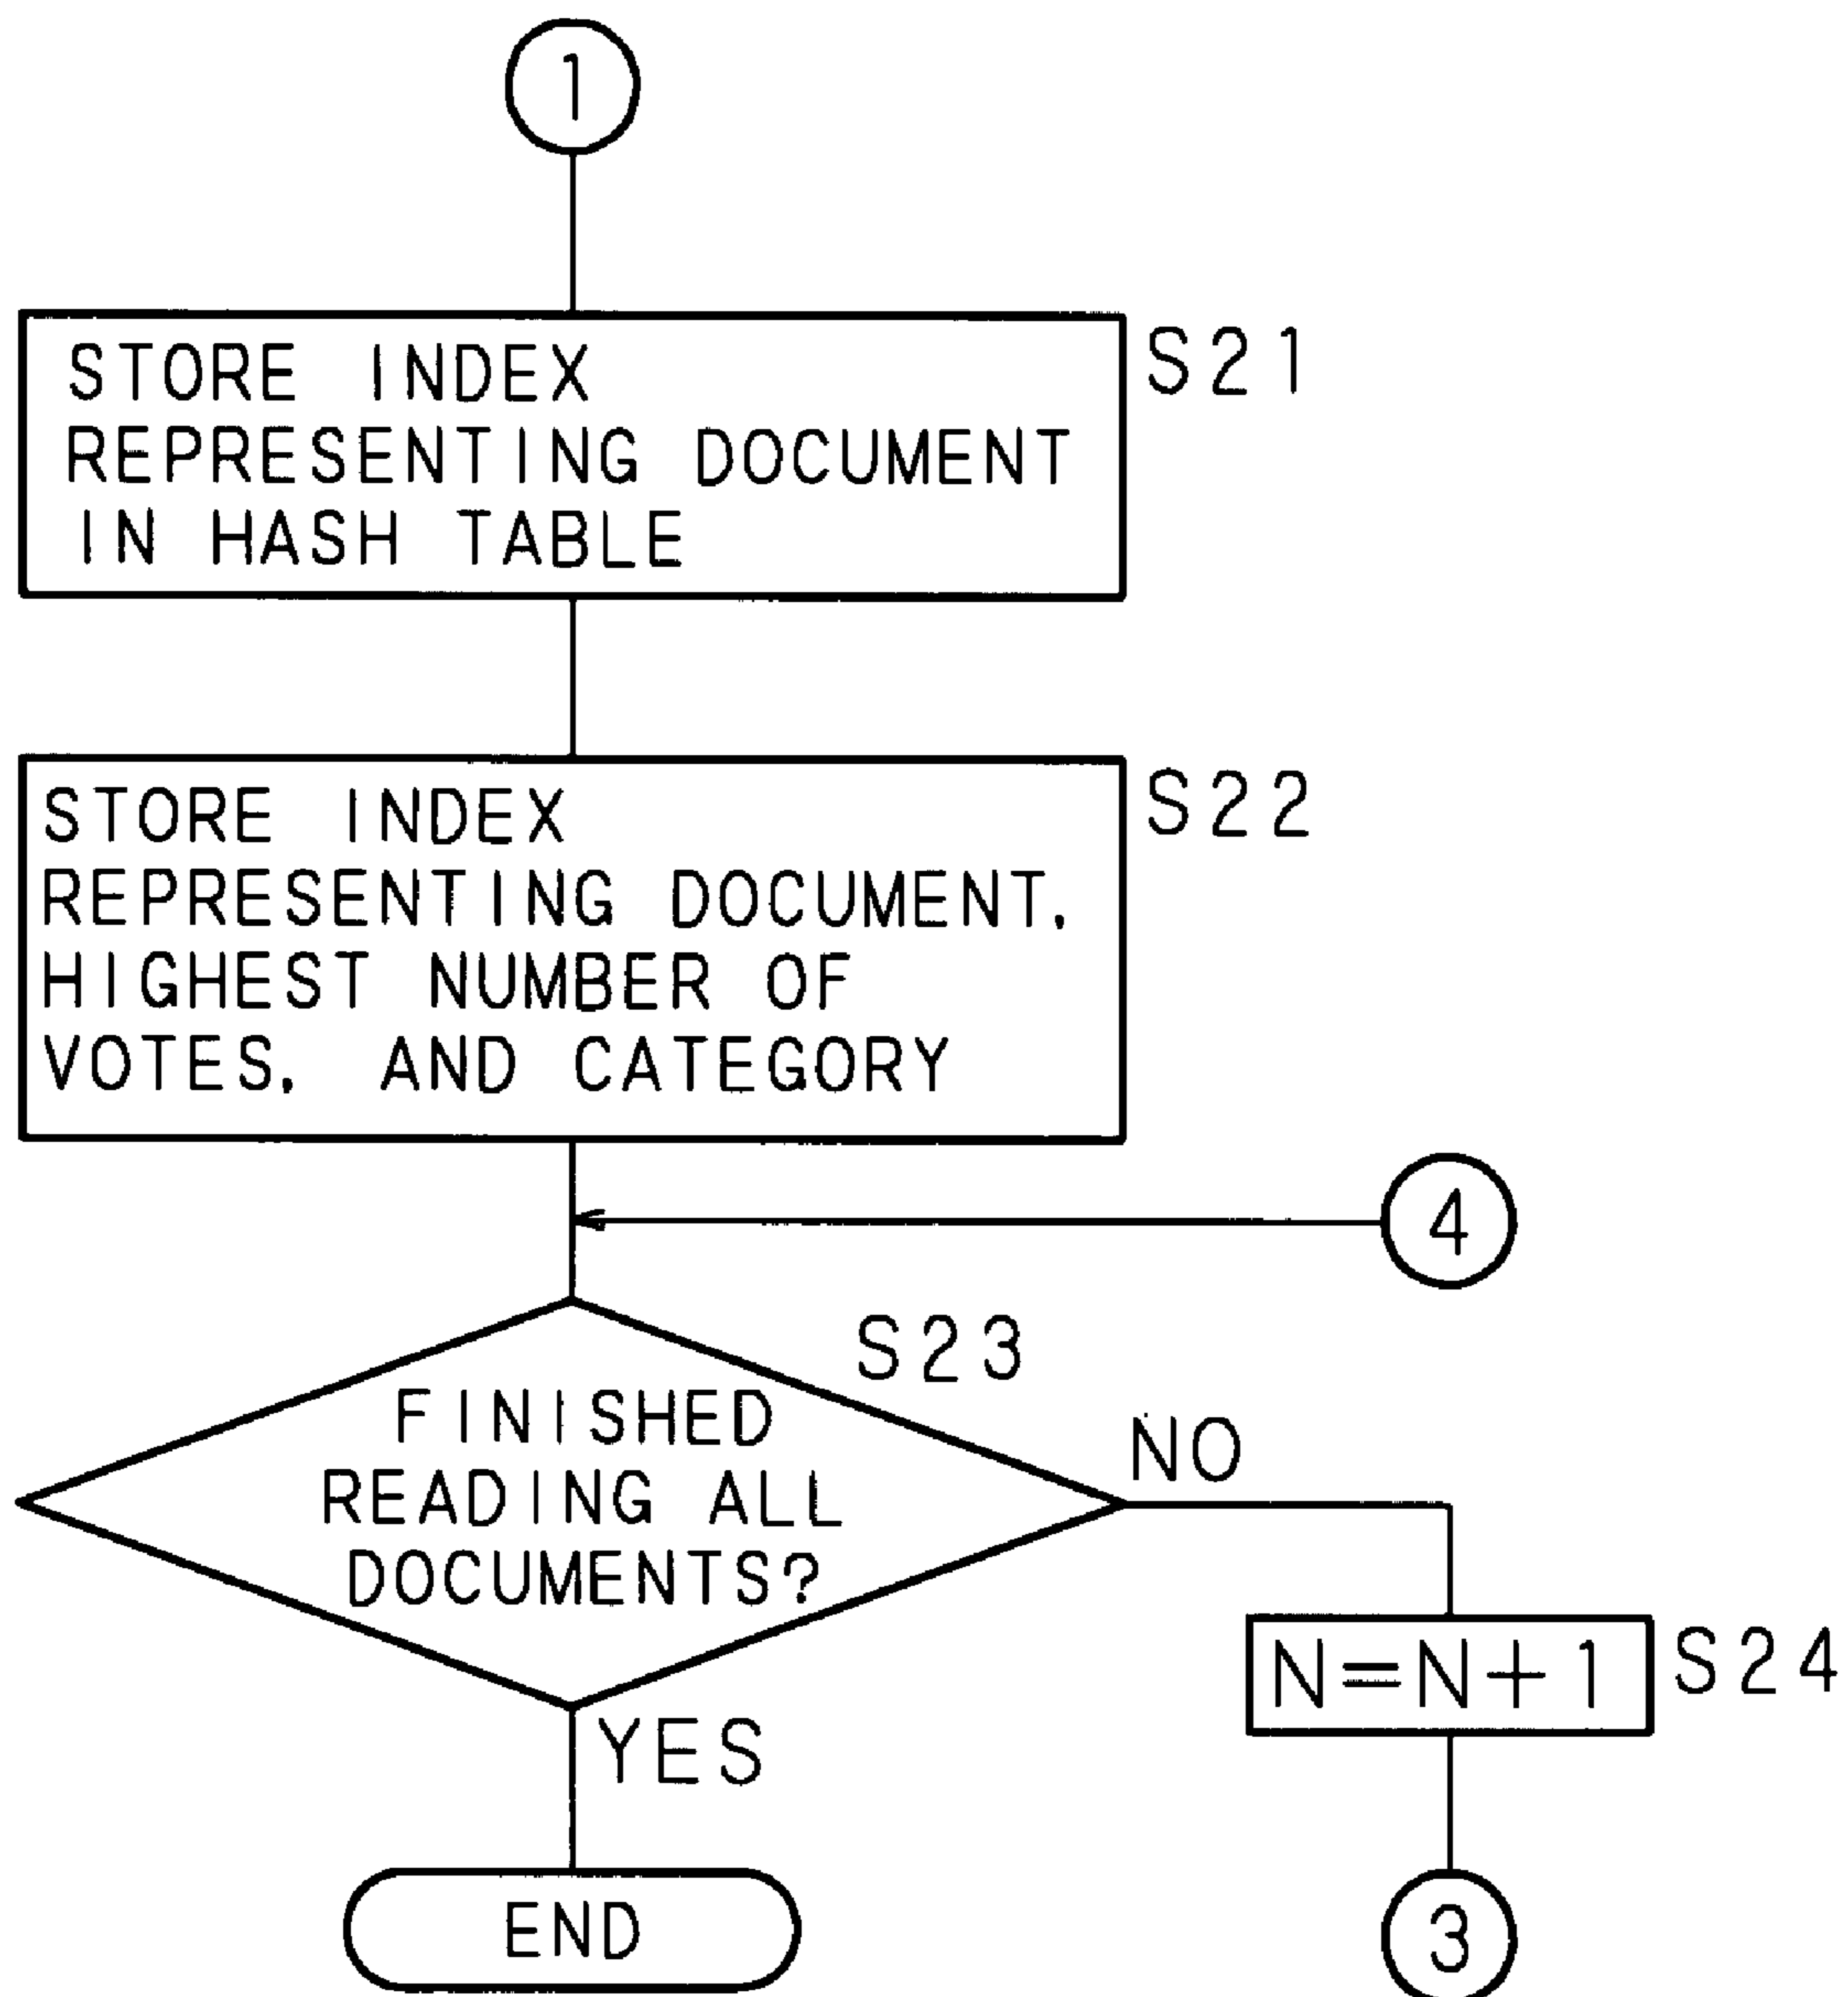 1
STORE INDEX
REPRESENTING DOCUMENT
IN HASH TABLE
S21
STORE INDEX
REPRESENTING DOCUMENT,
HIGHEST NUMBER OF
VOTES, AND CATEGORY
S22
4
S23
FINISHED
READING ALL
DOCUMENTS?
NO
N=N+1
S24
YES
END
3